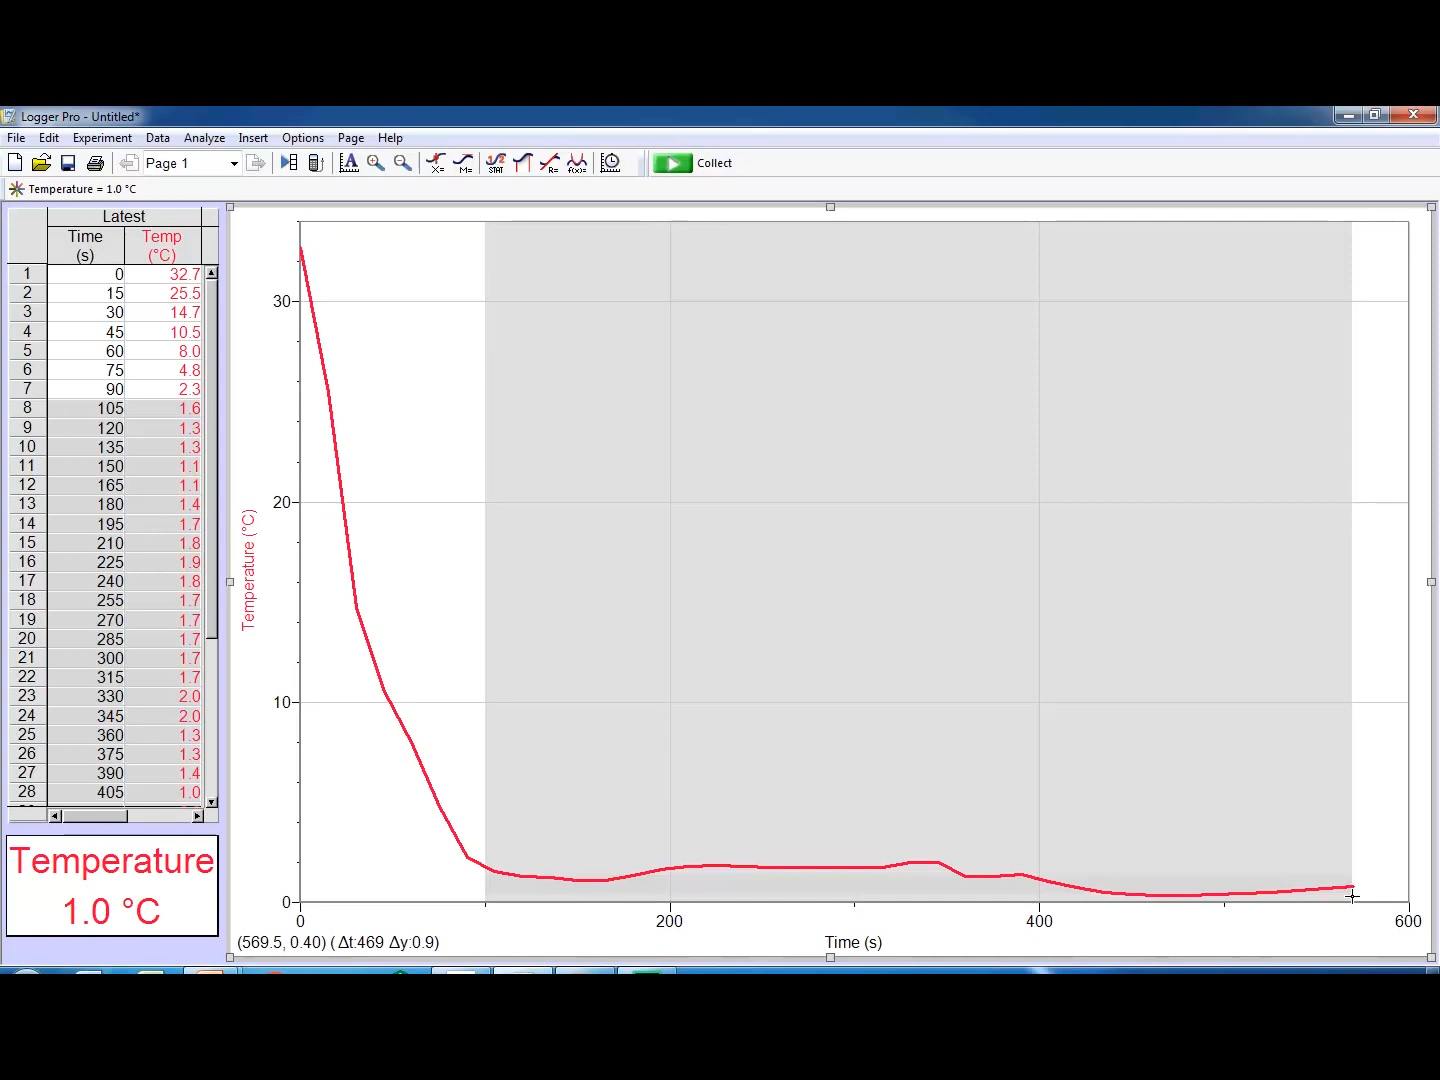 Logger Pro - Untitled*
File Edit Experiment Data Analyze Insert Options Page Help
Page 1 X= M= STAT R= f(x)= Collect
Temperature = 1.0 °C
Latest
Time (s) Temp (°C)
1 0 32.7
2 15 25.5
3 30 14.7
4 45 10.5
5 60 8.0
6 75 4.8
7 90 2.3
8 105 1.6
9 120 1.3
10 135 1.3
11 150 1.1
12 165 1.1
13 180 1.4
14 195 1.7
15 210 1.8
16 225 1.9
17 240 1.8
18 255 1.7
19 270 1.7
20 285 1.7
21 300 1.7
22 315 1.7
23 330 2.0
24 345 2.0
25 360 1.3
26 375 1.3
27 390 1.4
28 405 1.0
Temperature
1.0 °C
Temperature (°C)
30
20
10
0
0 200 400 600
(569.5, 0.40) (Δt:469 Δy:0.9)
Time (s)